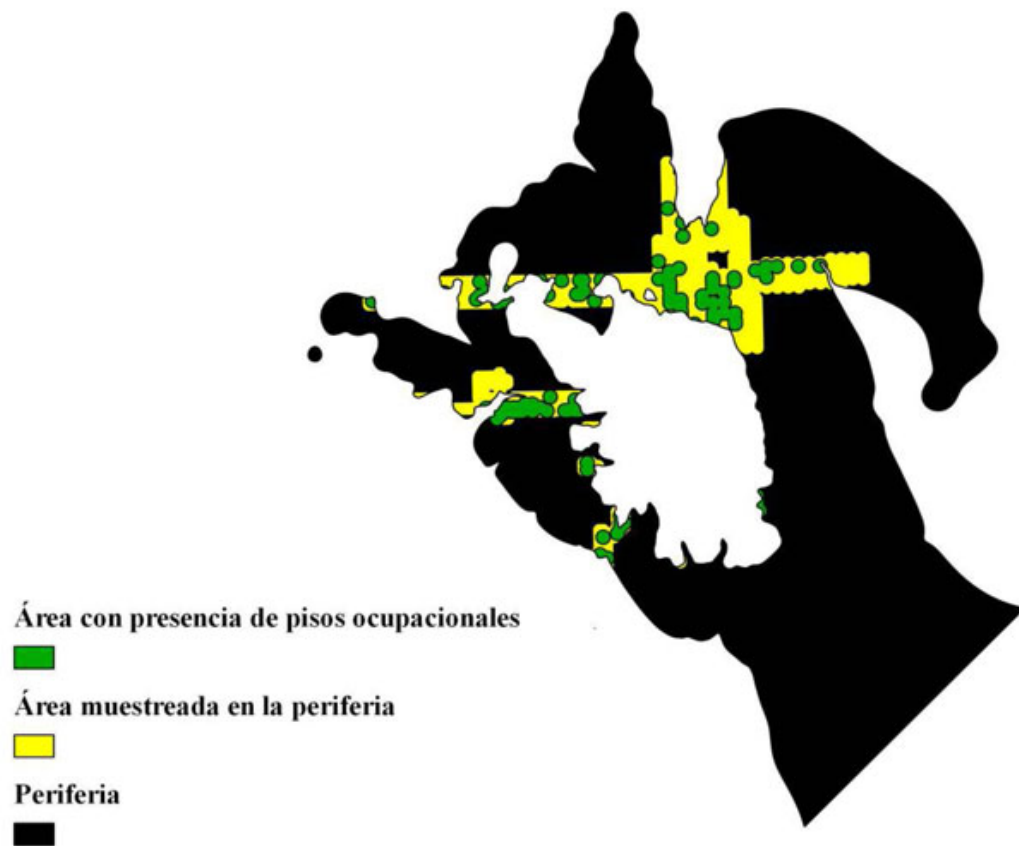 Área con presencia de pisos ocupacionales
Área muestreada en la periferia
Periferia